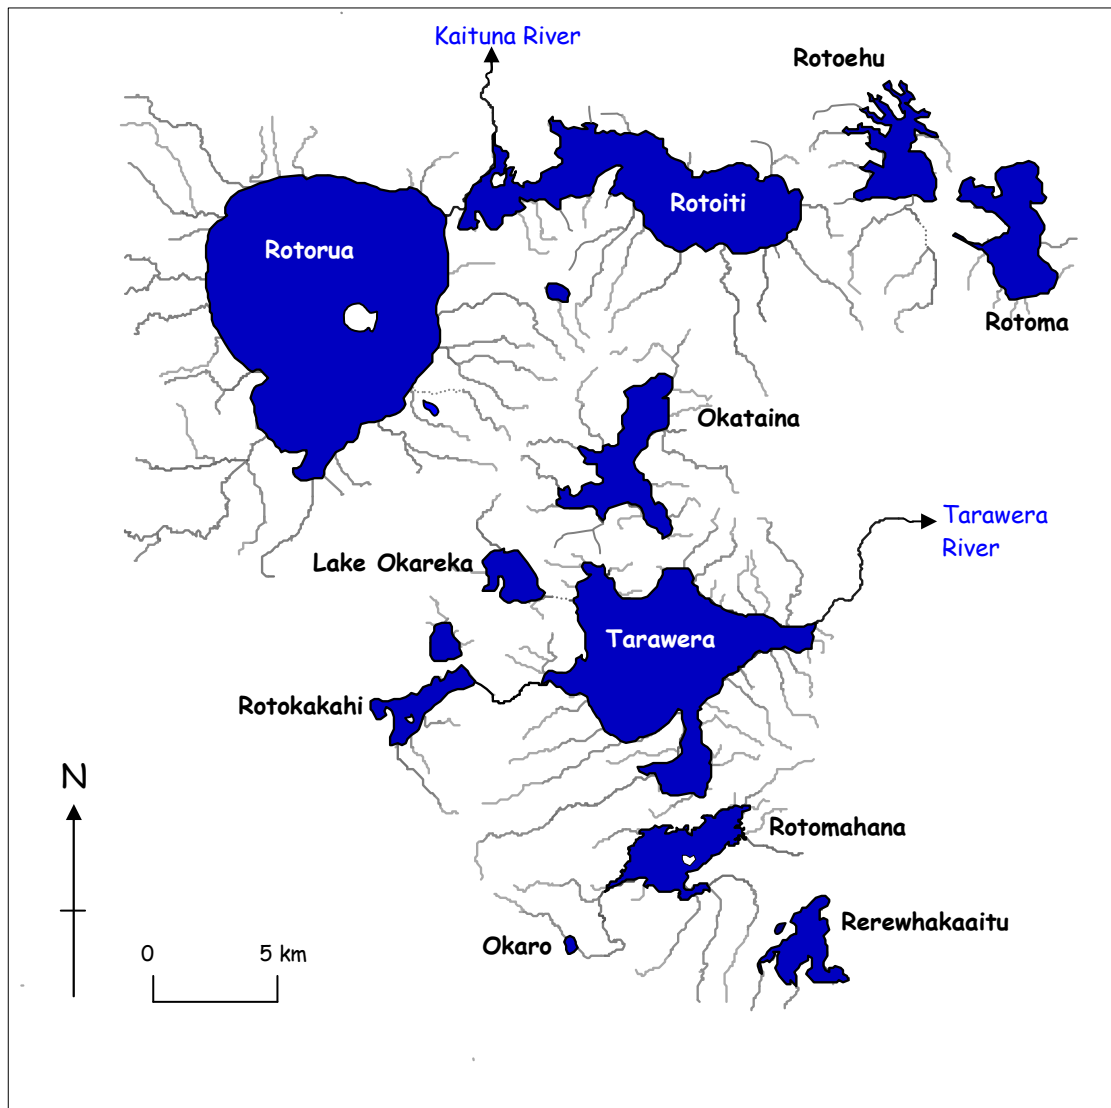 Kaituna River
Rotoehu
Rotoiti
Rotorua
Rotoma
Okataina
Tarawera
River
Lake Okareka
Tarawera
Rotokakahi
N
Rotomahana
Rerewhakaaitu
Okaro
0 5 km